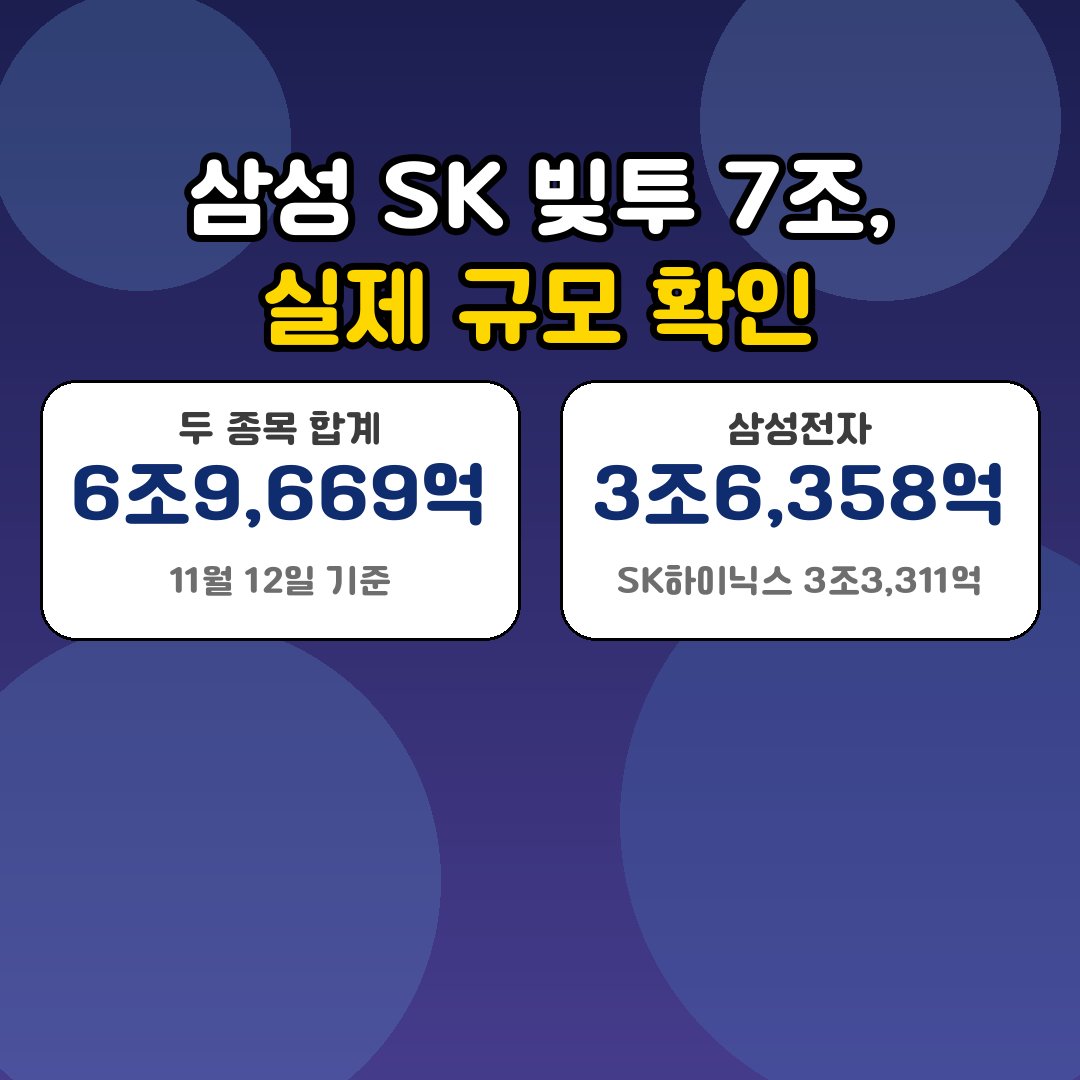 삼성 SK 빚투 7조,
실제 규모 확인
두 종목 합계
6조9,669억
11월 12일 기준
삼성전자
3조6,358억
SK하이닉스 3조3,311억